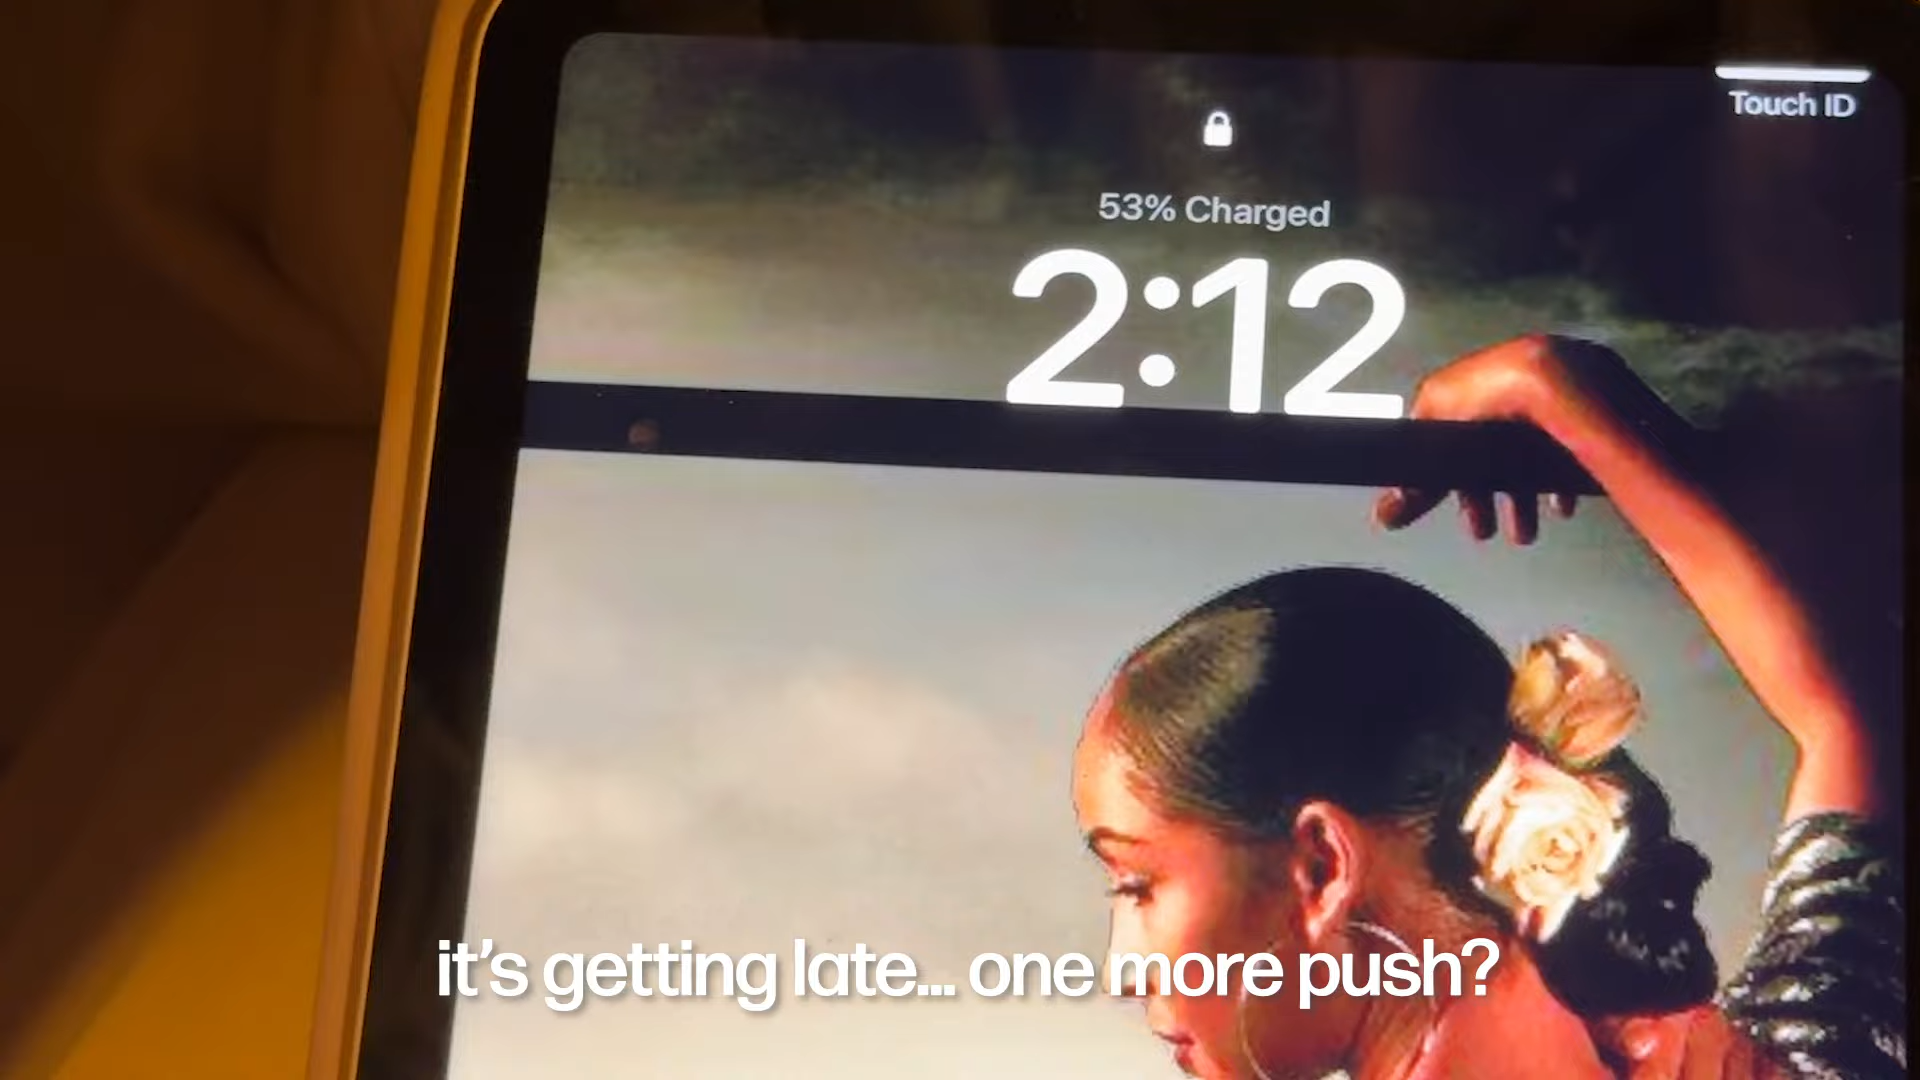 Touch ID
53% Charged
2:12
it's getting late... one more push?